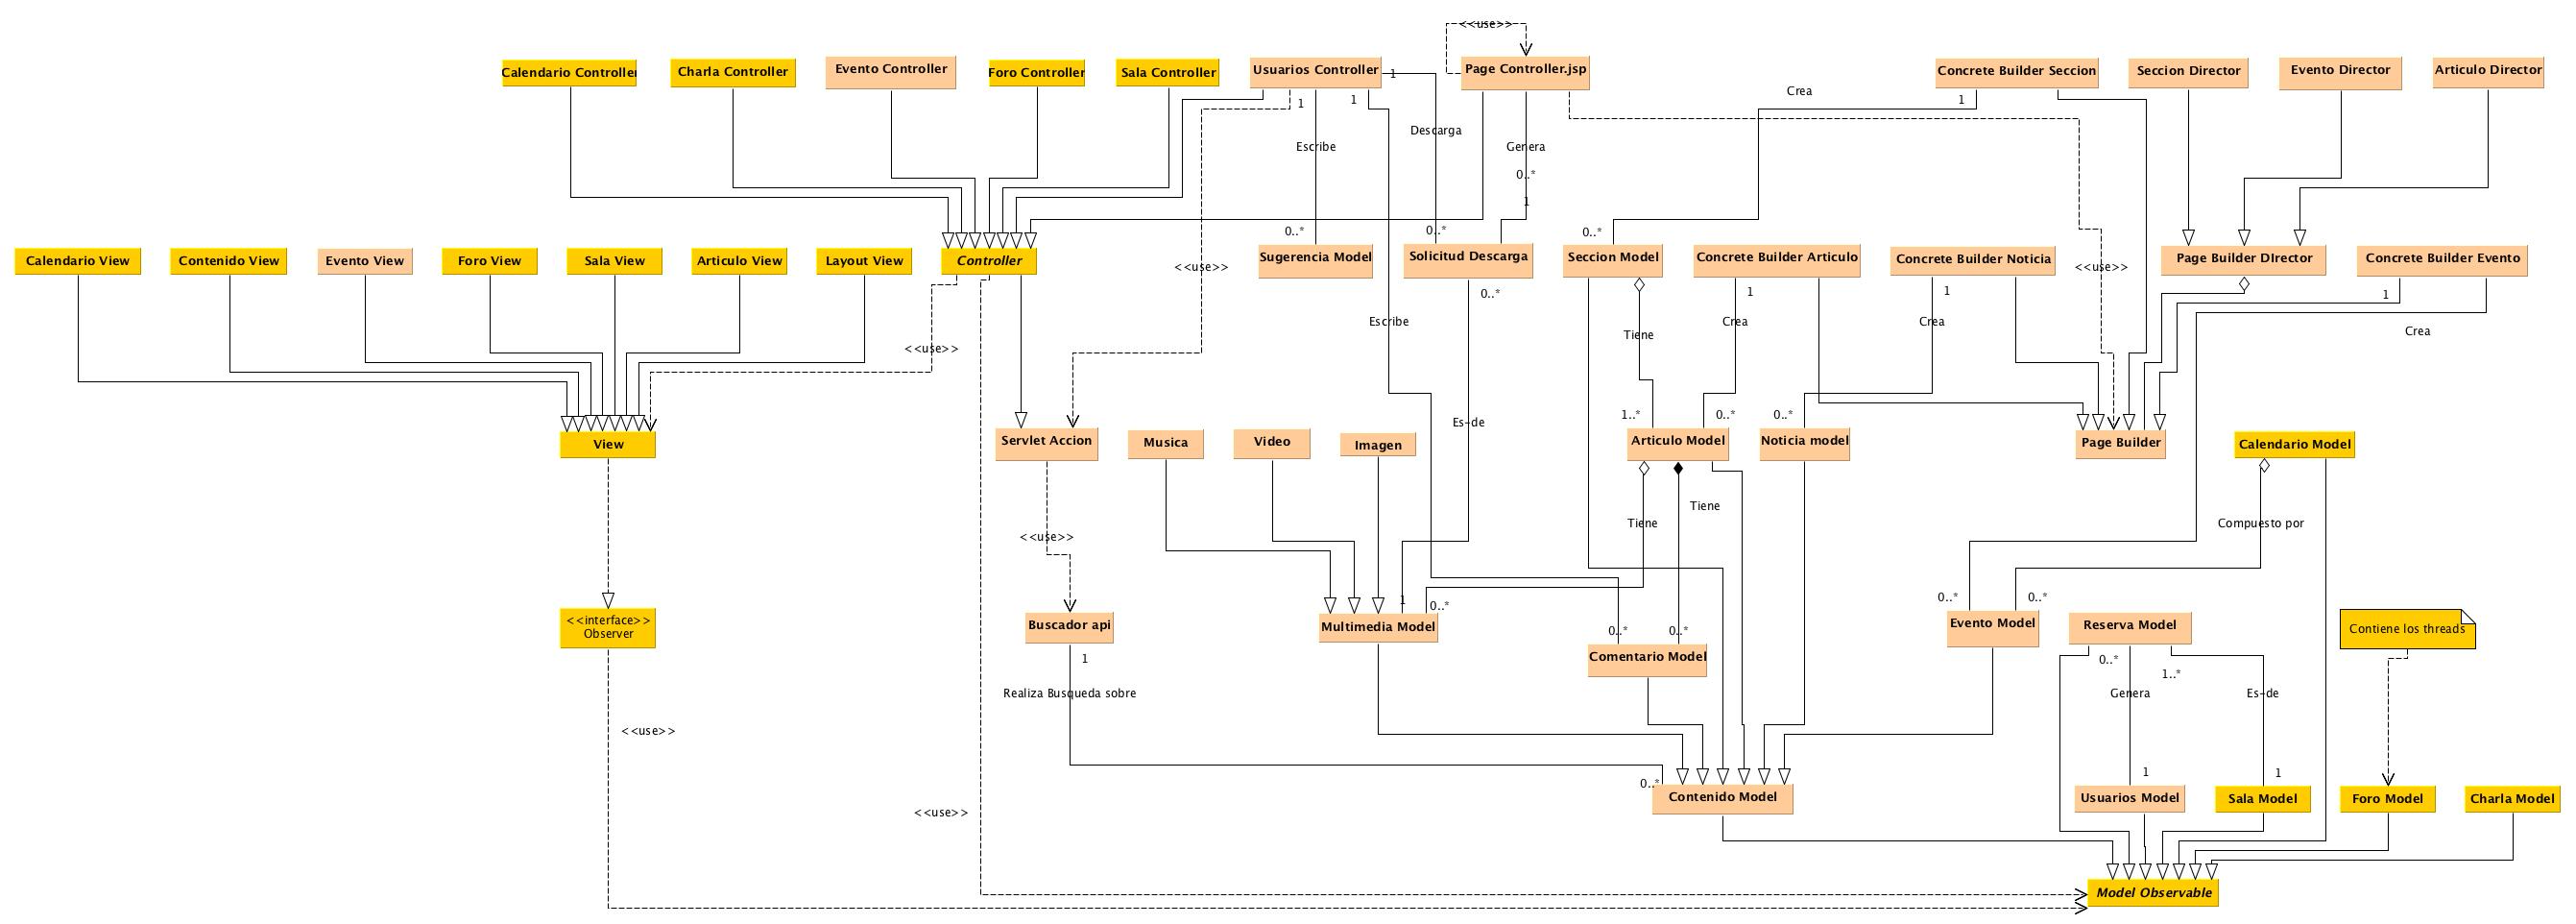 <<use>>
Calendario Controller
Charla Controller
Evento Controller
Foro Controller
Sala Controller
Usuarios Controller
Page Controller.jsp
Concrete Builder Seccion
Seccion Director
Evento Director
Articulo Director
1
1
1
1
Crea
Descarga
Escribe
Genera
0..*
1
0..*
0..*
0..*
Calendario View
Contenido View
Evento View
Foro View
Sala View
Articulo View
Layout View
Controller
<<use>>
Sugerencia Model
Solicitud Descarga
Seccion Model
Concrete Builder Articulo
Concrete Builder Noticia
<<use>>
Page Builder DIrector
Concrete Builder Evento
0..*
1
1
1
Escribe
Tiene
Crea
Crea
Crea
<<use>>
1..*
0..*
0..*
Es-de
View
Servlet Accion
Musica
Video
Imagen
Articulo Model
Noticia model
Page Builder
Calendario Model
Tiene
Tiene
Compuesto por
<<use>>
1
0..*
0..*
0..*
<<interface>>
Observer
Buscador api
Multimedia Model
0..*
0..*
Evento Model
Reserva Model
Contiene los threads
Comentario Model
1
0..*
1..*
Realiza Busqueda sobre
Genera
Es-de
<<use>>
1
1
0..*
Contenido Model
Usuarios Model
Sala Model
Foro Model
Charla Model
<<use>>
Model Observable